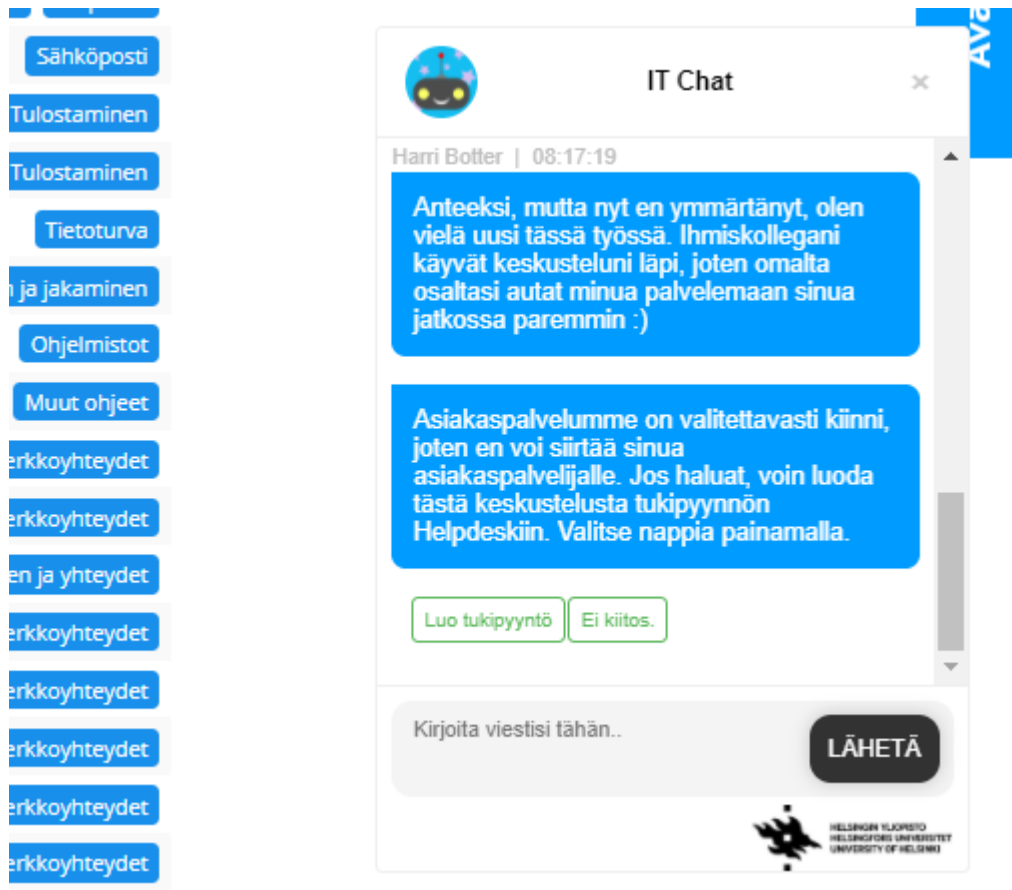 Sähköposti
Tulostaminen
Tulostaminen
Tietoturva
ja jakaminen
Ohjelmistot
Muut ohjeet
erkkoyhteydet
erkkoyhteydet
en ja yhteydet
erkkoyhteydet
erkkoyhteydet
erkkoyhteydet
erkkoyhteydet
erkkoyhteydet
Ava
IT Chat
×
Harri Botter | 08:17:19
Anteeksi, mutta nyt en ymmärtänyt, olen
vielä uusi tässä työssä. Ihmiskollegani
käyvät keskusteluni läpi, joten omalta
osaltasi autat minua palvelemaan sinua
jatkossa paremmin :)
Asiakaspalvelumme on valitettavasti kiinni,
joten en voi siirtää sinua
asiakaspalvelijalle. Jos haluat, voin luoda
tästä keskustelusta tukipyynnön
Helpdeskiin. Valitse nappia painamalla.
Luo tukipyyntö Ei kiitos.
Kirjoita viestisi tähän..
LÄHETÄ
HELSINGIN YLIOPISTO
HELSINGFORS UNIVERSITET
UNIVERSITY OF HELSINKI